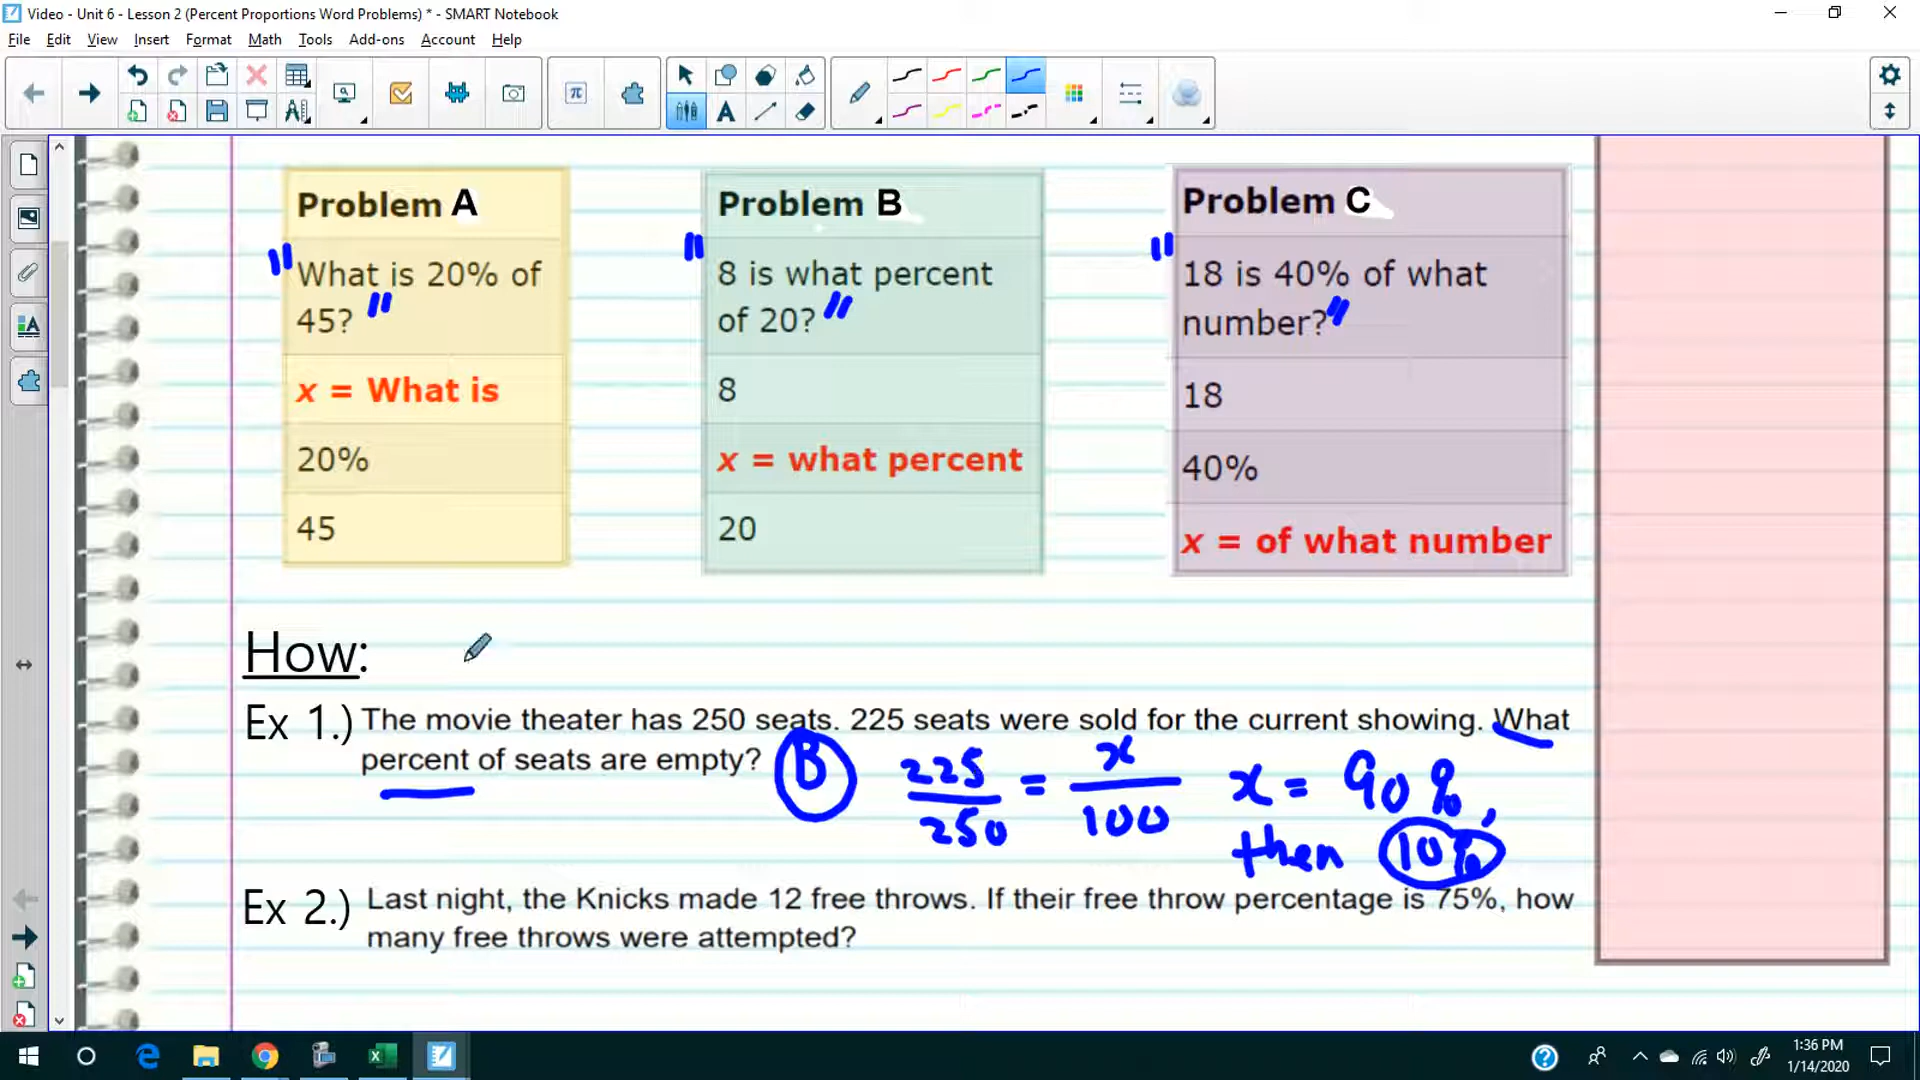 Video - Unit 6 - Lesson 2 (Percent Proportions Word Problems) * - SMART Notebook
File Edit View Insert Format Math Tools Add-ons Account Help
Problem A
"What is 20% of
45?"
x = What is
20%
45
Problem B
"8 is what percent
of 20?"
8
x = what percent
20
Problem C
"18 is 40% of what
number?"
18
40%
x = of what number
How:
Ex 1.) The movie theater has 250 seats. 225 seats were sold for the current showing. What
percent of seats are empty?
B 225/250 = x/100 x = 90%,
then 10%
Ex 2.) Last night, the Knicks made 12 free throws. If their free throw percentage is 75%, how
many free throws were attempted?
1:36 PM
1/14/2020